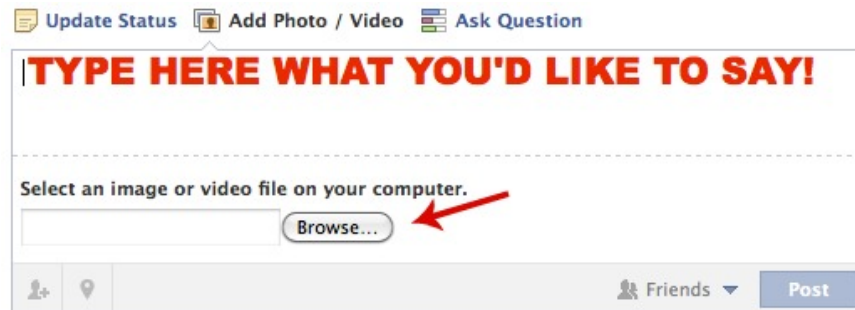 Update Status Add Photo / Video Ask Question
TYPE HERE WHAT YOU'D LIKE TO SAY!
Select an image or video file on your computer.
Browse...
Friends Post